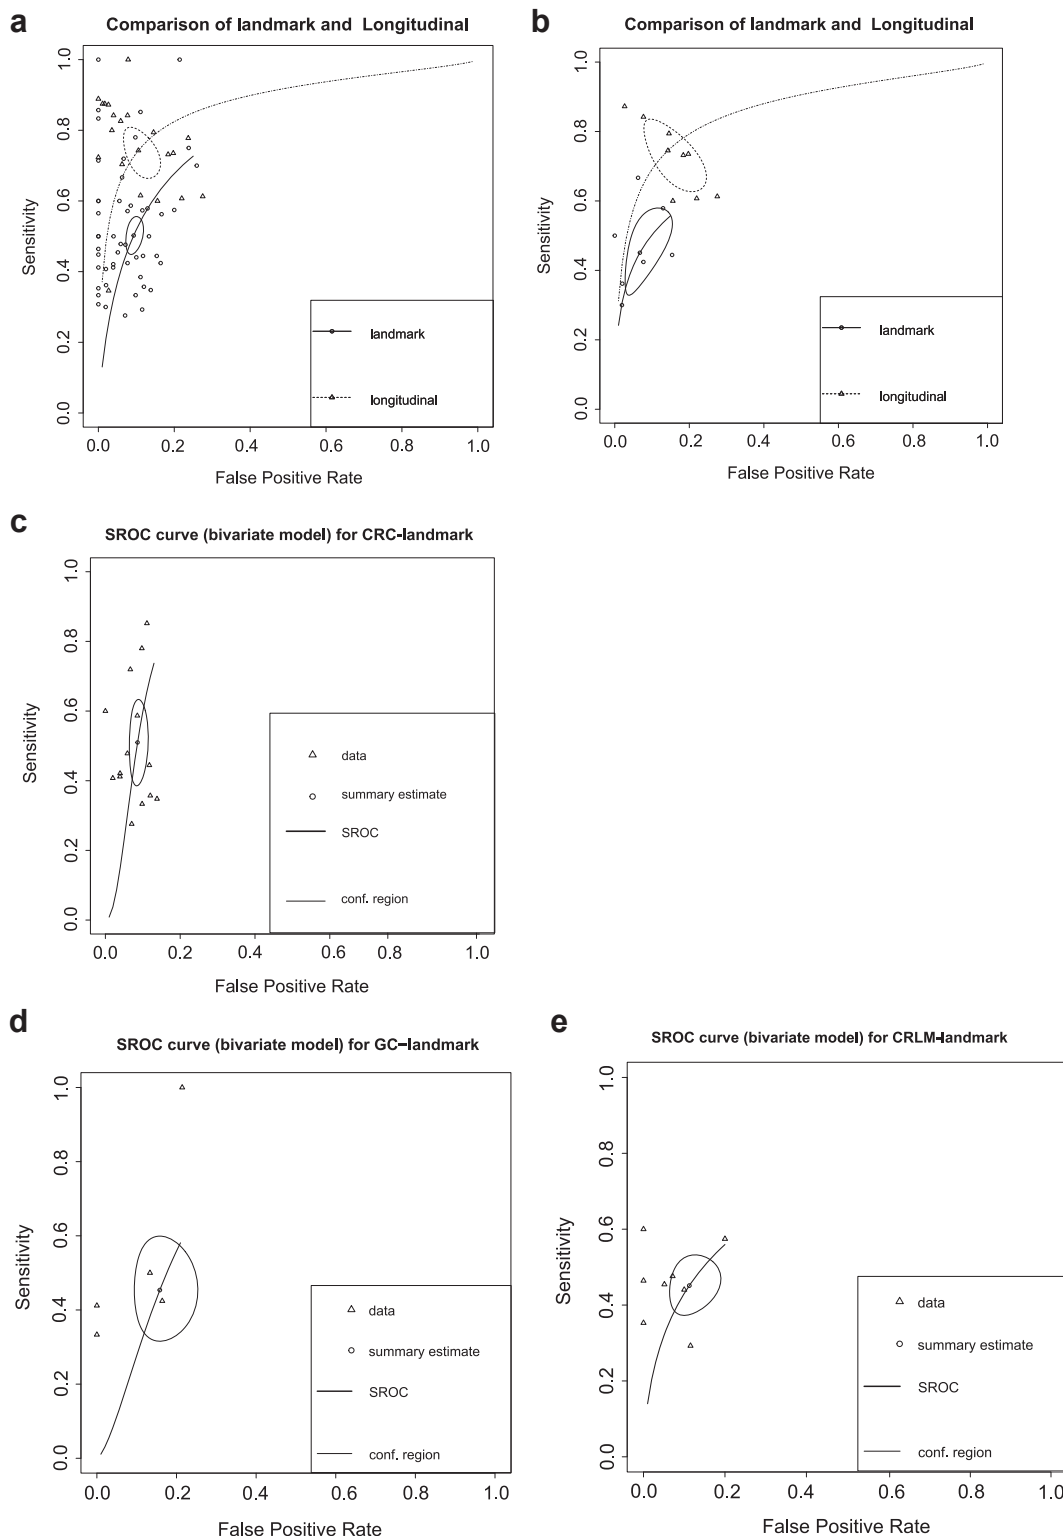 a
Comparison of landmark and Longitudinal
Sensitivity
1.0
0.8
0.6
0.4
0.2
0.0
landmark
longitudinal
0.0 0.2 0.4 0.6 0.8 1.0
False Positive Rate
b
Comparison of landmark and Longitudinal
Sensitivity
1.0
0.8
0.6
0.4
0.2
0.0
landmark
longitudinal
0.0 0.2 0.4 0.6 0.8 1.0
False Positive Rate
c
SROC curve (bivariate model) for CRC-landmark
Sensitivity
1.0
0.8
0.6
0.4
0.2
0.0
data
summary estimate
SROC
conf. region
0.0 0.2 0.4 0.6 0.8 1.0
False Positive Rate
d
SROC curve (bivariate model) for GC−landmark
Sensitivity
1.0
0.8
0.6
0.4
0.2
0.0
data
summary estimate
SROC
conf. region
0.0 0.2 0.4 0.6 0.8 1.0
False Positive Rate
e
SROC curve (bivariate model) for CRLM-landmark
Sensitivity
1.0
0.8
0.6
0.4
0.2
0.0
data
summary estimate
SROC
conf. region
0.0 0.2 0.4 0.6 0.8 1.0
False Positive Rate